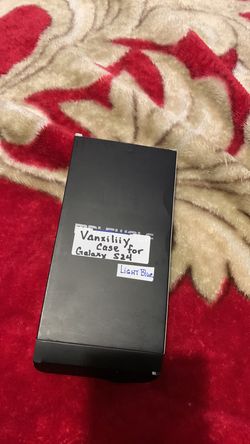 Vanziliiy
Case for
Galaxy S24
Light Blue